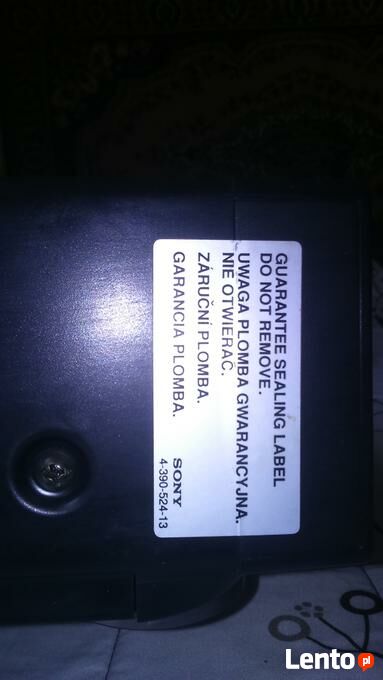 GUARANTEE SEALING LABEL
DO NOT REMOVE.
UWAGA PLOMBA GWARANCYJNA.
NIE OTWIERAĆ.
ZÁRUČNÍ PLOMBA.
GARANCIA PLOMBA.
SONY
4-390-524-13
Lento.pl